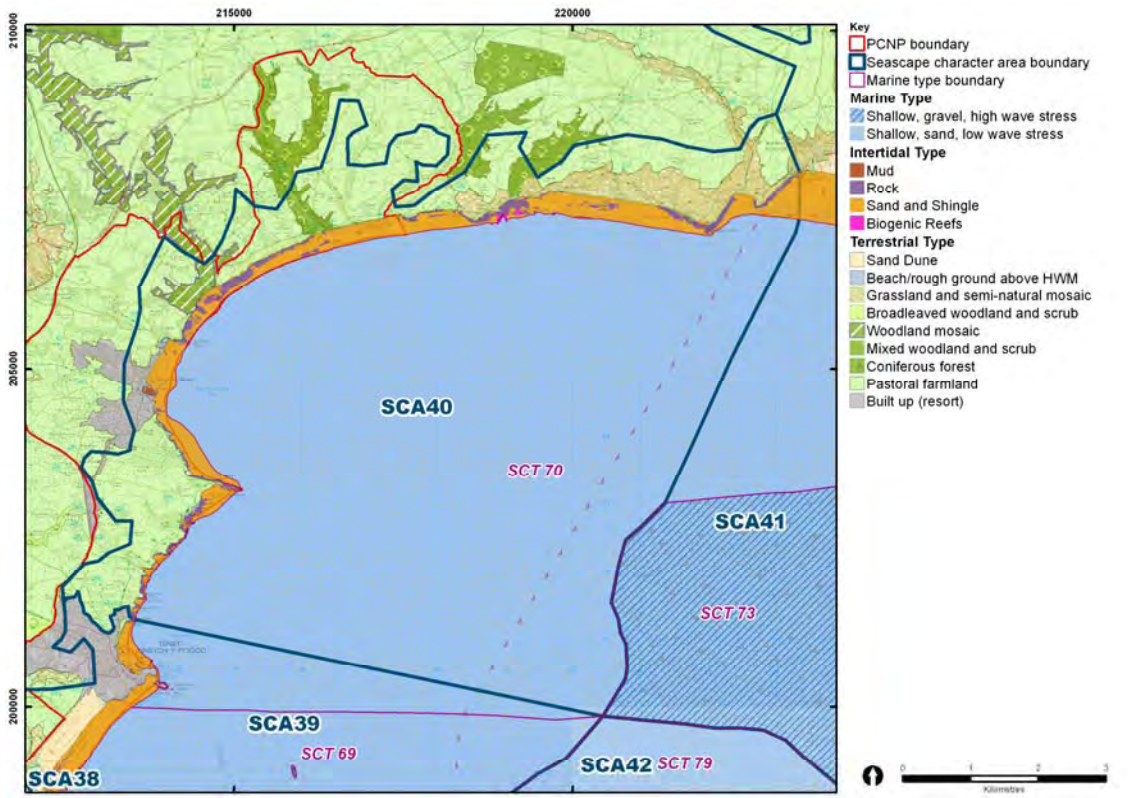 215000
220000
210000
205000
200000
SCA40
SCT 70
SCA41
SCT 73
SCA39
SCT 69
SCA42
SCT 79
SCA38
TENBY
Key
PCNP boundary
Seascape character area boundary
Marine type boundary
Marine Type
Shallow, gravel, high wave stress
Shallow, sand, low wave stress
Intertidal Type
Mud
Rock
Sand and Shingle
Biogenic Reefs
Terrestrial Type
Sand Dune
Beach/rough ground above HWM
Grassland and semi-natural mosaic
Broadleaved woodland and scrub
Woodland mosaic
Mixed woodland and scrub
Coniferous forest
Pastoral farmland
Built up (resort)
0 1 2 3
Kilometres